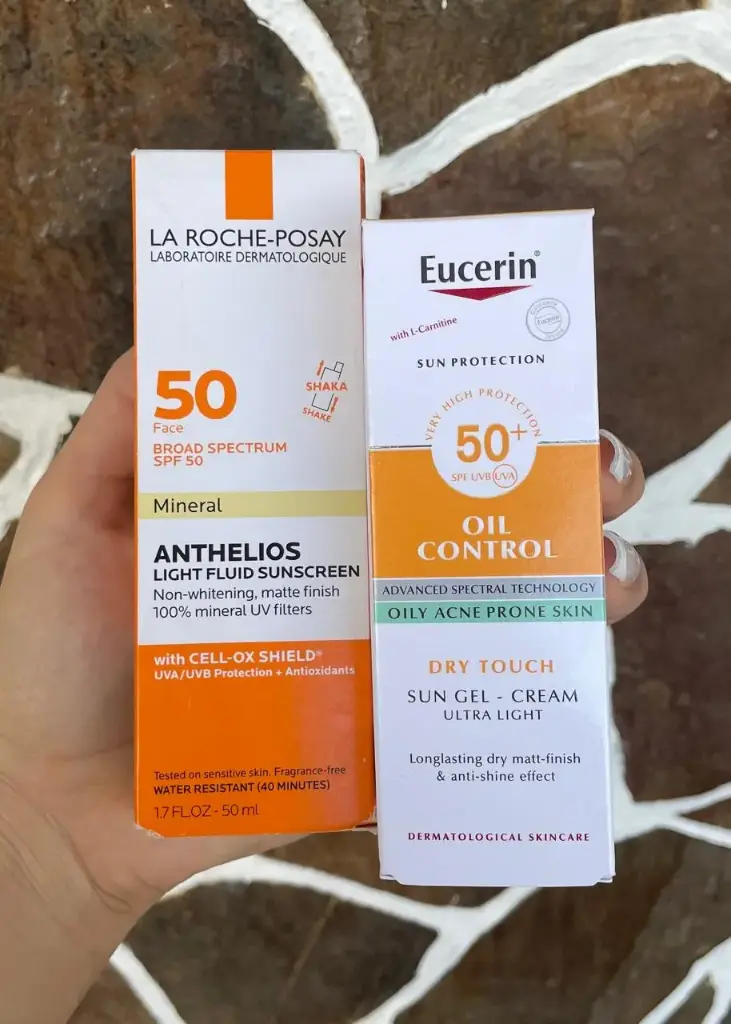 LA ROCHE-POSAY
LABORATOIRE DERMATOLOGIQUE
50
Face
BROAD SPECTRUM
SPF 50
SHAKA
SHAKE
Mineral
ANTHELIOS
LIGHT FLUID SUNSCREEN
Non-whitening, matte finish
100% mineral UV filters
with CELL-OX SHIELD®
UVA/UVB Protection + Antioxidants
Tested on sensitive skin. Fragrance-free
WATER RESISTANT (40 MINUTES)
1.7 FL.OZ - 50 ml
Eucerin®
with L-Carnitine
Eucerin
SUN PROTECTION
VERY HIGH PROTECTION
50+
SPF UVB UVA
OIL
CONTROL
ADVANCED SPECTRAL TECHNOLOGY
OILY ACNE PRONE SKIN
DRY TOUCH
SUN GEL - CREAM
ULTRA LIGHT
Longlasting dry matt-finish
& anti-shine effect
DERMATOLOGICAL SKINCARE